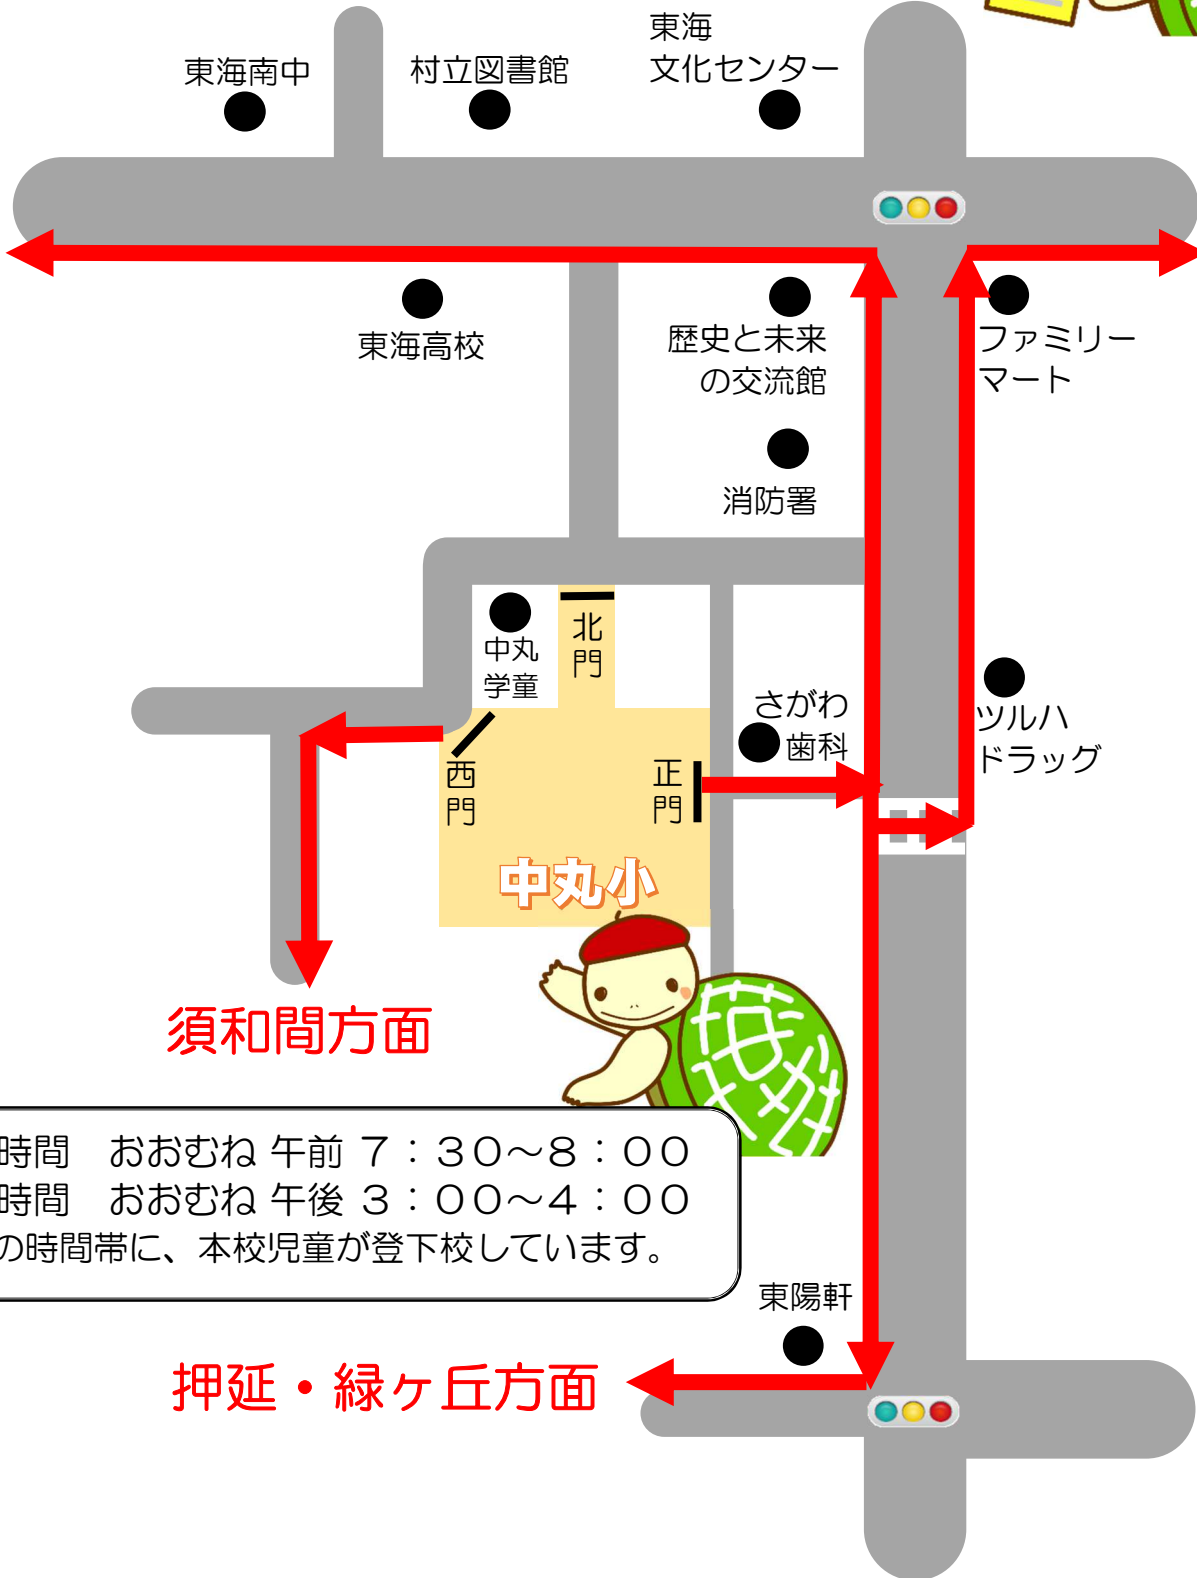 東海
文化センター
東海南中
村立図書館
東海高校
歴史と未来
の交流館
ファミリー
マート
消防署
中丸
学童
北
門
さがわ
歯科
ツルハ
ドラッグ
西
門
正
門
中丸小
須和間方面
時間　おおむね 午前 ７：３０～８：００
時間　おおむね 午後 ３：００～４：００
の時間帯に、本校児童が登下校しています。
東陽軒
押延・緑ヶ丘方面